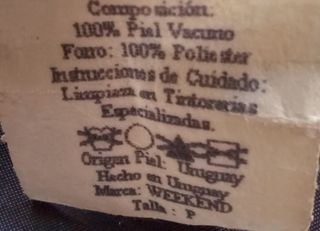 Composición:
100% Piel Vacuno
Forro: 100% Poliester
Instrucciones de Cuidado:
Limpieza en Tintorerias
Especializadas.
Origen Piel: Uruguay
Hecho en Uruguay
Marca: WEEKEND
Talla : P